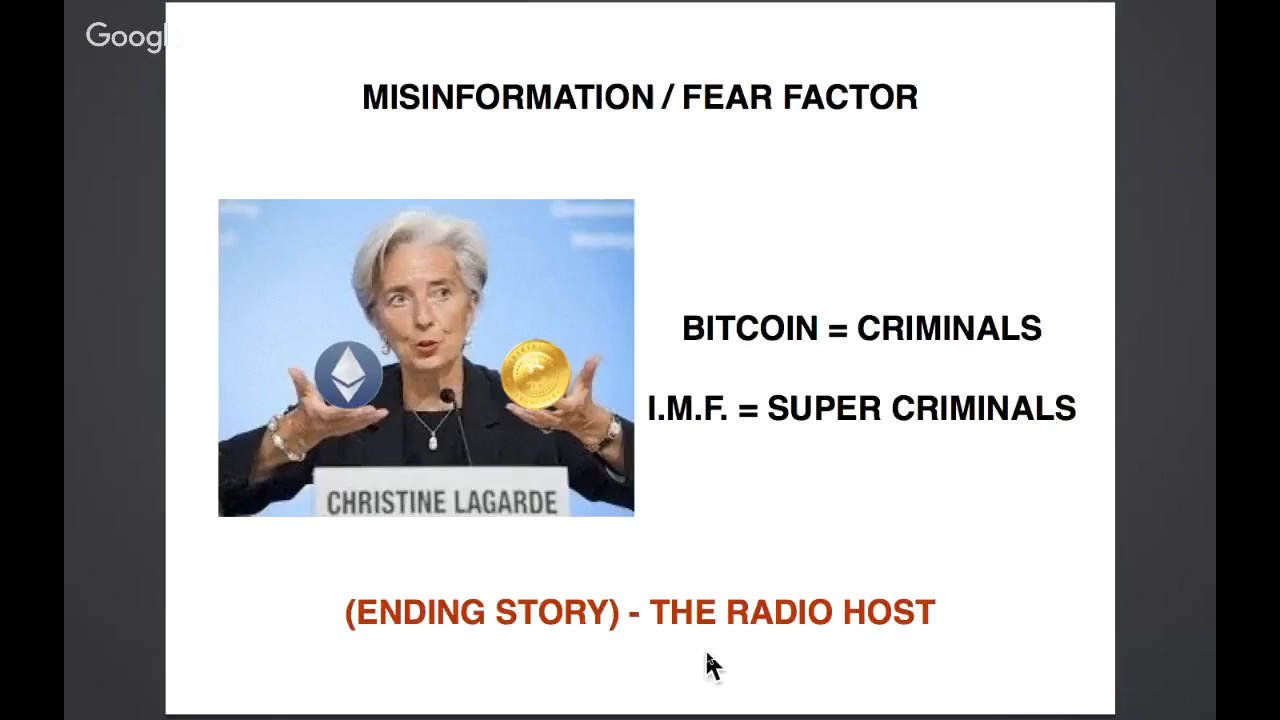 Googl
MISINFORMATION / FEAR FACTOR
BITCOIN = CRIMINALS
I.M.F. = SUPER CRIMINALS
CHRISTINE LAGARDE
(ENDING STORY) - THE RADIO HOST